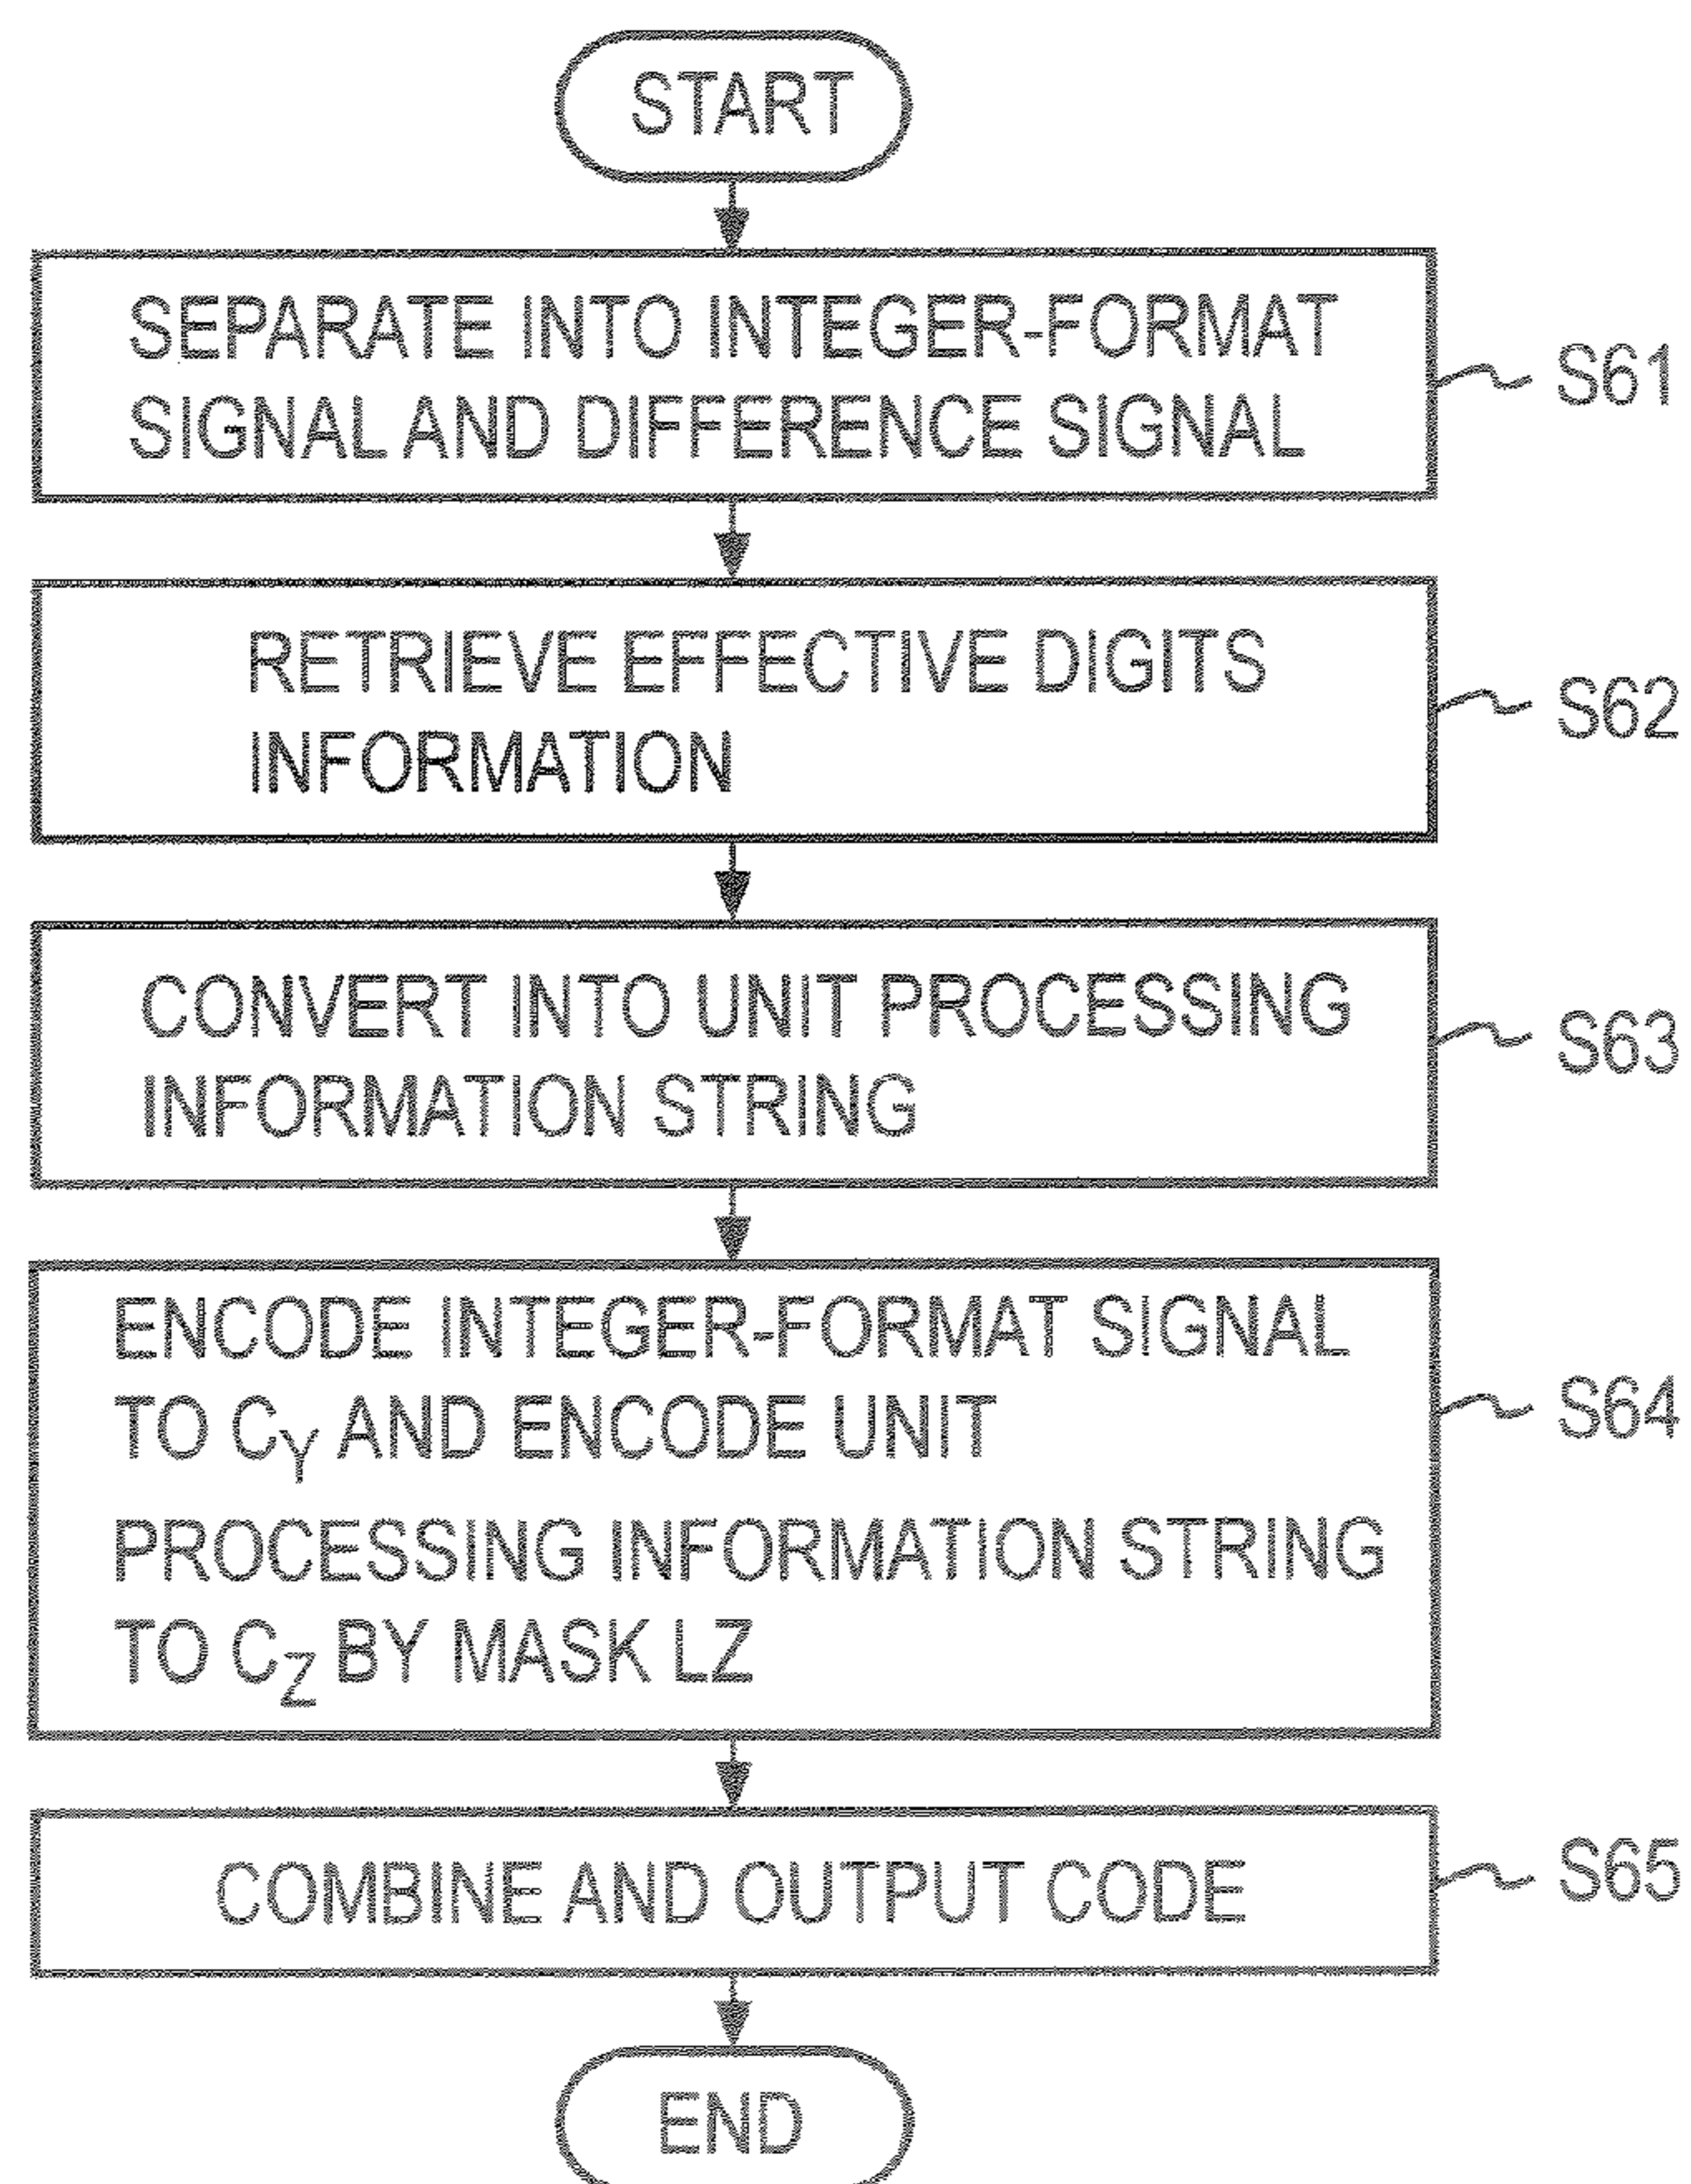 START
SEPARATE INTO INTEGER-FORMAT
SIGNAL AND DIFFERENCE SIGNAL
S61
RETRIEVE EFFECTIVE DIGITS
INFORMATION
S62
CONVERT INTO UNIT PROCESSING
INFORMATION STRING
S63
ENCODE INTEGER-FORMAT SIGNAL
TO CY AND ENCODE UNIT
PROCESSING INFORMATION STRING
TO CZ BY MASK LZ
S64
COMBINE AND OUTPUT CODE
S65
END